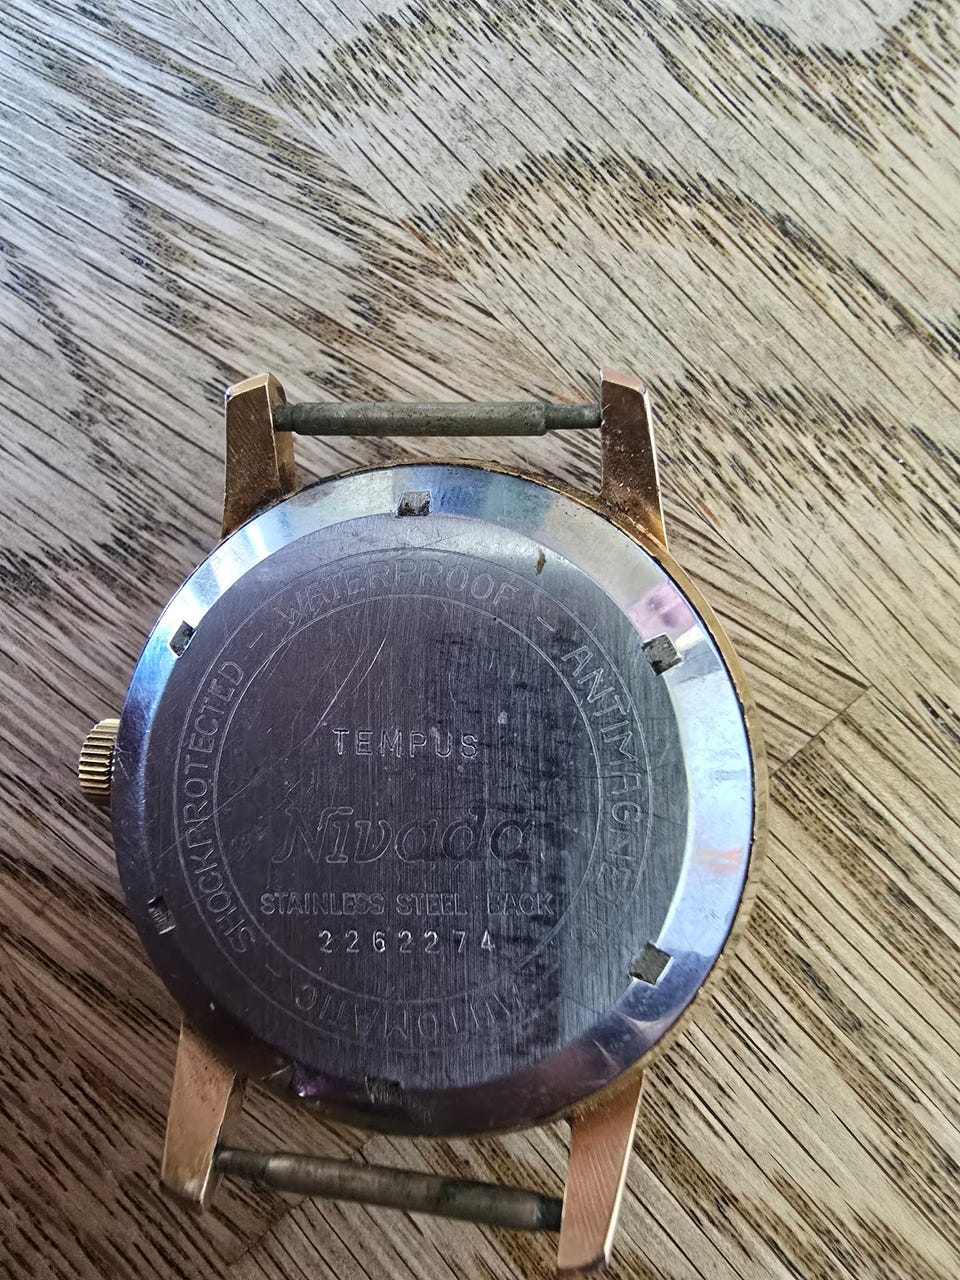 SHOCKPROTECTED - WATERPROOF - ANTIMAGNETIC
TEMPUS
Nivada
STAINLESS STEEL BACK
2262274
AUTOMATIC